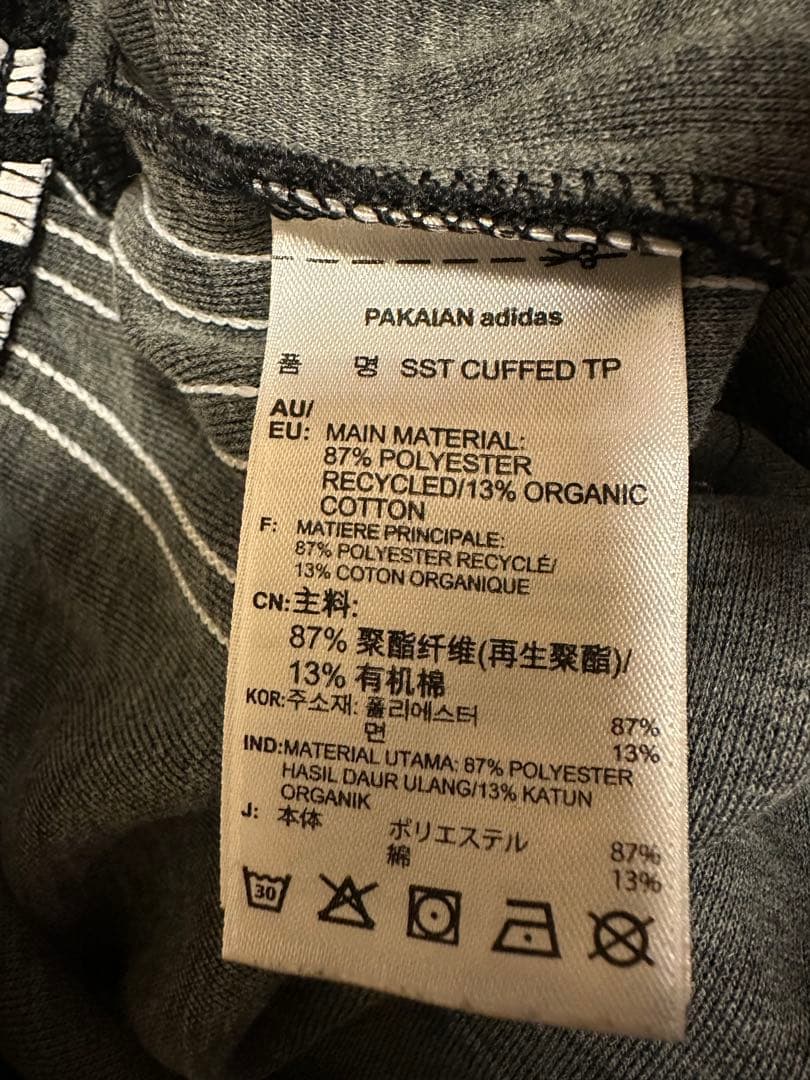 PAKAIAN adidas
품 명 SST CUFFED TP
AU/
EU: MAIN MATERIAL:
87% POLYESTER
RECYCLED/13% ORGANIC
COTTON
F: MATIERE PRINCIPALE:
87% POLYESTER RECYCLÉ/
13% COTON ORGANIQUE
CN:主料:
87% 聚酯纤维(再生聚酯)/
13% 有机棉
KOR:주소재: 폴리에스터 87%
면 13%
IND:MATERIAL UTAMA: 87% POLYESTER
HASIL DAUR ULANG/13% KATUN
ORGANIK
J: 本体 ポリエステル 87%
綿 13%
30